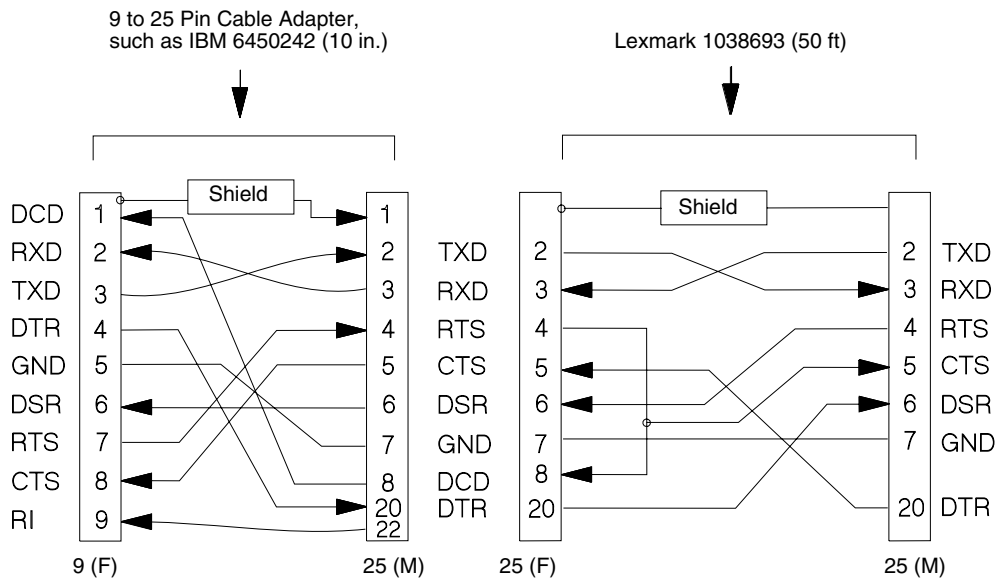 9 to 25 Pin Cable Adapter,
such as IBM 6450242 (10 in.)
Lexmark 1038693 (50 ft)
Shield
Shield
DCD 1 1
RXD 2 2 TXD 2 2 TXD
TXD 3 3 RXD 3 3 RXD
DTR 4 4 RTS 4 4 RTS
GND 5 5 CTS 5 5 CTS
DSR 6 6 DSR 6 6 DSR
RTS 7 7 GND 7 7 GND
CTS 8 8 DCD 8
20 DTR 20 20 DTR
RI 9 22
9 (F) 25 (M) 25 (F) 25 (M)